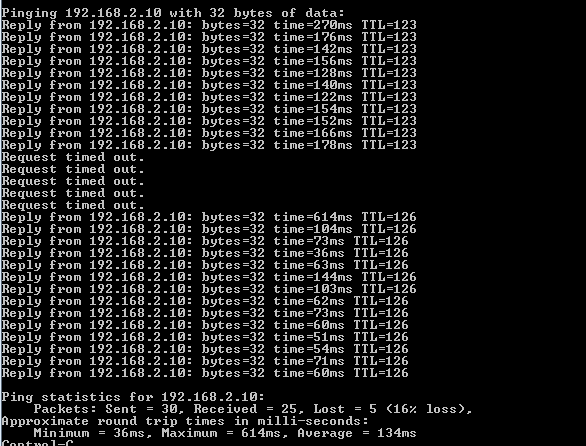 Pinging 192.168.2.10 with 32 bytes of data:
Reply from 192.168.2.10: bytes=32 time=270ms TTL=123
Reply from 192.168.2.10: bytes=32 time=176ms TTL=123
Reply from 192.168.2.10: bytes=32 time=142ms TTL=123
Reply from 192.168.2.10: bytes=32 time=156ms TTL=123
Reply from 192.168.2.10: bytes=32 time=128ms TTL=123
Reply from 192.168.2.10: bytes=32 time=140ms TTL=123
Reply from 192.168.2.10: bytes=32 time=122ms TTL=123
Reply from 192.168.2.10: bytes=32 time=154ms TTL=123
Reply from 192.168.2.10: bytes=32 time=152ms TTL=123
Reply from 192.168.2.10: bytes=32 time=166ms TTL=123
Reply from 192.168.2.10: bytes=32 time=178ms TTL=123
Request timed out.
Request timed out.
Request timed out.
Request timed out.
Request timed out.
Reply from 192.168.2.10: bytes=32 time=614ms TTL=126
Reply from 192.168.2.10: bytes=32 time=104ms TTL=126
Reply from 192.168.2.10: bytes=32 time=73ms TTL=126
Reply from 192.168.2.10: bytes=32 time=36ms TTL=126
Reply from 192.168.2.10: bytes=32 time=63ms TTL=126
Reply from 192.168.2.10: bytes=32 time=144ms TTL=126
Reply from 192.168.2.10: bytes=32 time=103ms TTL=126
Reply from 192.168.2.10: bytes=32 time=62ms TTL=126
Reply from 192.168.2.10: bytes=32 time=73ms TTL=126
Reply from 192.168.2.10: bytes=32 time=60ms TTL=126
Reply from 192.168.2.10: bytes=32 time=51ms TTL=126
Reply from 192.168.2.10: bytes=32 time=54ms TTL=126
Reply from 192.168.2.10: bytes=32 time=71ms TTL=126
Reply from 192.168.2.10: bytes=32 time=60ms TTL=126
Ping statistics for 192.168.2.10:
Packets: Sent = 30, Received = 25, Lost = 5 (16% loss),
Approximate round trip times in milli-seconds:
Minimum = 36ms, Maximum = 614ms, Average = 134ms
Control-C